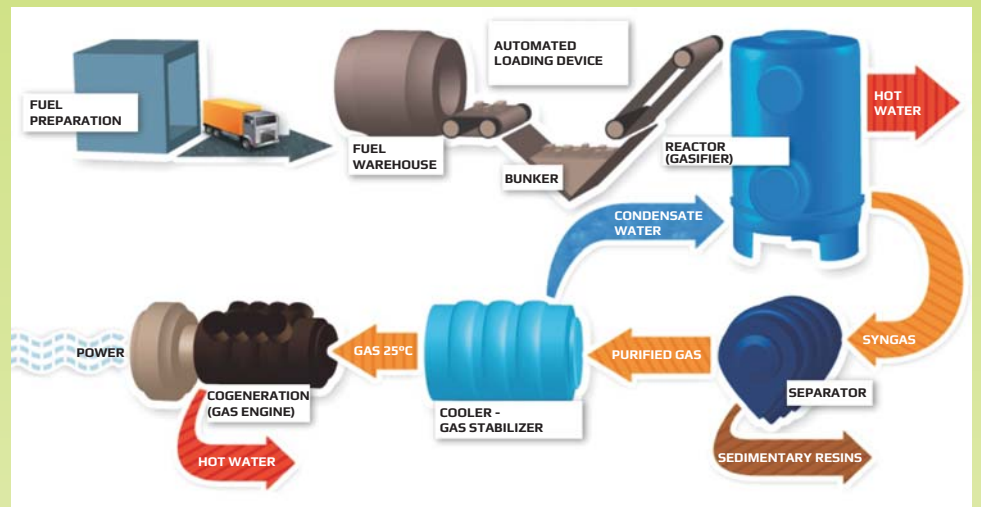 AUTOMATED
LOADING DEVICE
FUEL
PREPARATION
HOT
WATER
FUEL
WAREHOUSE
REACTOR
(GASIFIER)
BUNKER
CONDENSATE
WATER
SYNGAS
POWER
GAS 25°C
PURIFIED GAS
COGENERATION
(GAS ENGINE)
SEPARATOR
COOLER -
GAS STABILIZER
HOT WATER
SEDIMENTARY RESINS